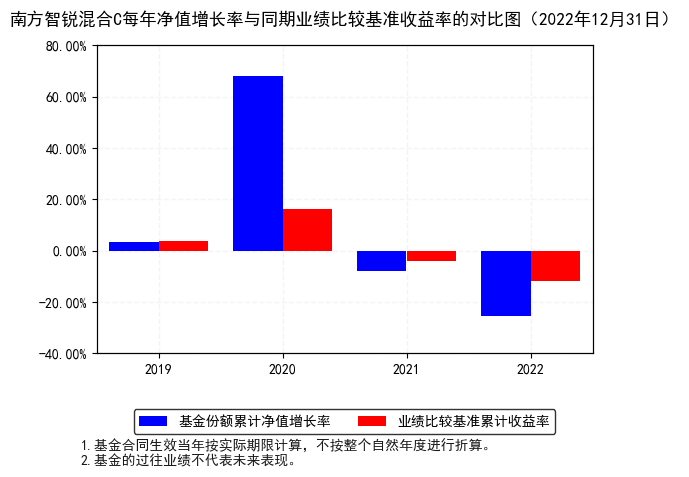 南方智锐混合C每年净值增长率与同期业绩比较基准收益率的对比图（2022年12月31日）
80.00%
60.00%
40.00%
20.00%
0.00%
-20.00%
-40.00%
2019 2020 2021 2022
基金份额累计净值增长率 业绩比较基准累计收益率
1.基金合同生效当年按实际期限计算，不按整个自然年度进行折算。
2.基金的过往业绩不代表未来表现。